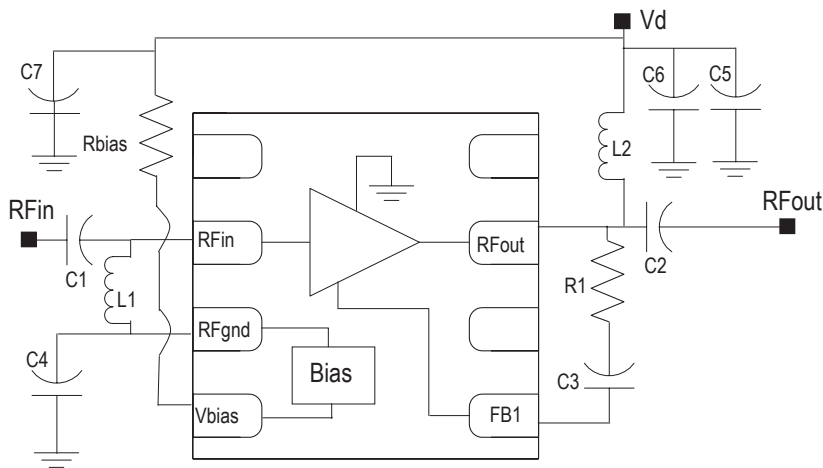 Vd
C7
C6
C5
Rbias
L2
RFin
RFout
RFin
RFout
C1
L1
C2
R1
RFgnd
C4
Bias
C3
Vbias
FB1